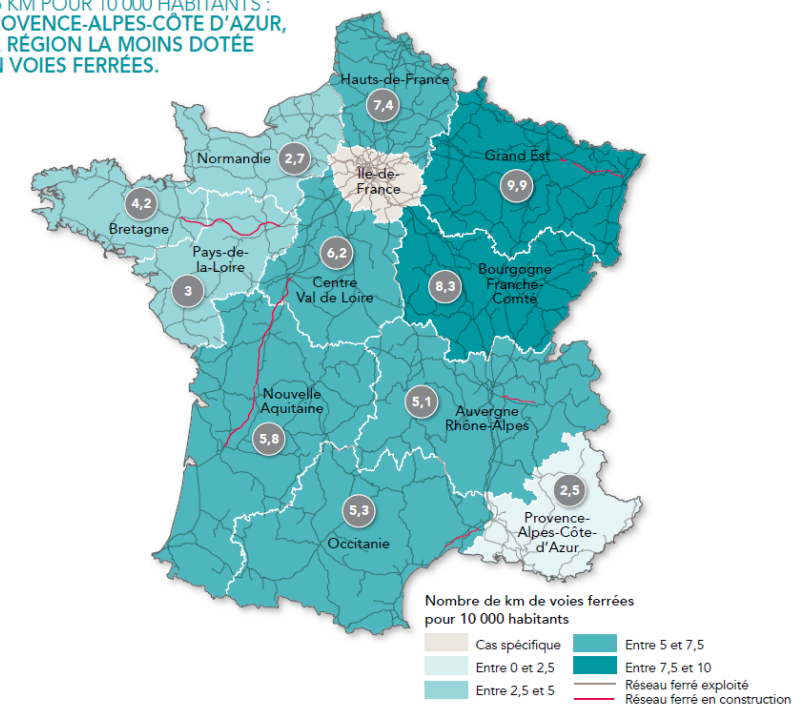 KM POUR 10 000 HABITANTS :
PROVENCE-ALPES-CÔTE D'AZUR,
RÉGION LA MOINS DOTÉE
VOIES FERRÉES.
Hauts-de-France
7,4
Normandie 2,7
Île-de-
France
Grand Est
9,9
4,2
Bretagne
Pays-de-
la-Loire
3
6,2
Centre
Val de Loire
8,3
Bourgogne
Franche-
Comté
Nouvelle
Aquitaine
5,8
5,1
Auvergne
Rhône-Alpes
5,3
Occitanie
2,5
Provence-
Alpes-Côte-
d'Azur
Nombre de km de voies ferrées
pour 10 000 habitants
Cas spécifique
Entre 0 et 2,5
Entre 2,5 et 5
Entre 5 et 7,5
Entre 7,5 et 10
Réseau ferré exploité
Réseau ferré en construction